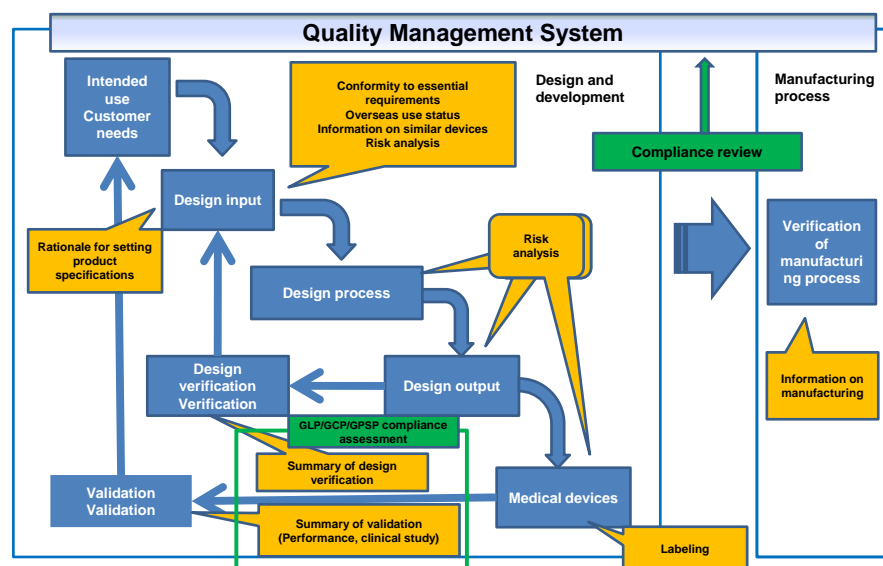 Quality Management System
Intended
use
Customer
needs
Conformity to essential
requirements
Overseas use status
Information on similar devices
Risk analysis
Design and
development
Manufacturing
process
Compliance review
Design input
Rationale for setting
product
specifications
Risk
analysis
Verification
of
manufacturi
ng process
Design process
Design
verification
Verification
Design output
Information on
manufacturing
GLP/GCP/GPSP compliance
assessment
Summary of design
verification
Validation
Validation
Medical devices
Summary of validation
(Performance, clinical study)
Labeling